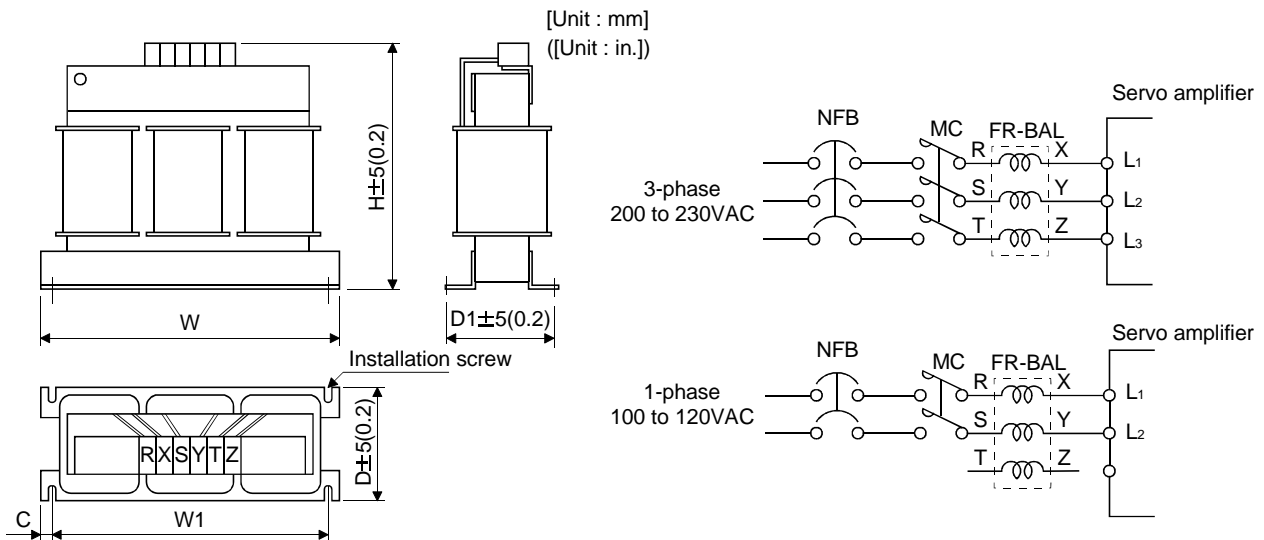 [Unit : mm]
([Unit : in.])
H±5(0.2)
W
D1±5(0.2)
Installation screw
RXSYTZ
D±5(0.2)
C
W1
Servo amplifier
NFB
MC
FR-BAL
R
X
L1
3-phase
200 to 230VAC
S
Y
L2
T
Z
L3
Servo amplifier
NFB
MC
FR-BAL
R
X
L1
1-phase
100 to 120VAC
S
Y
L2
T
Z